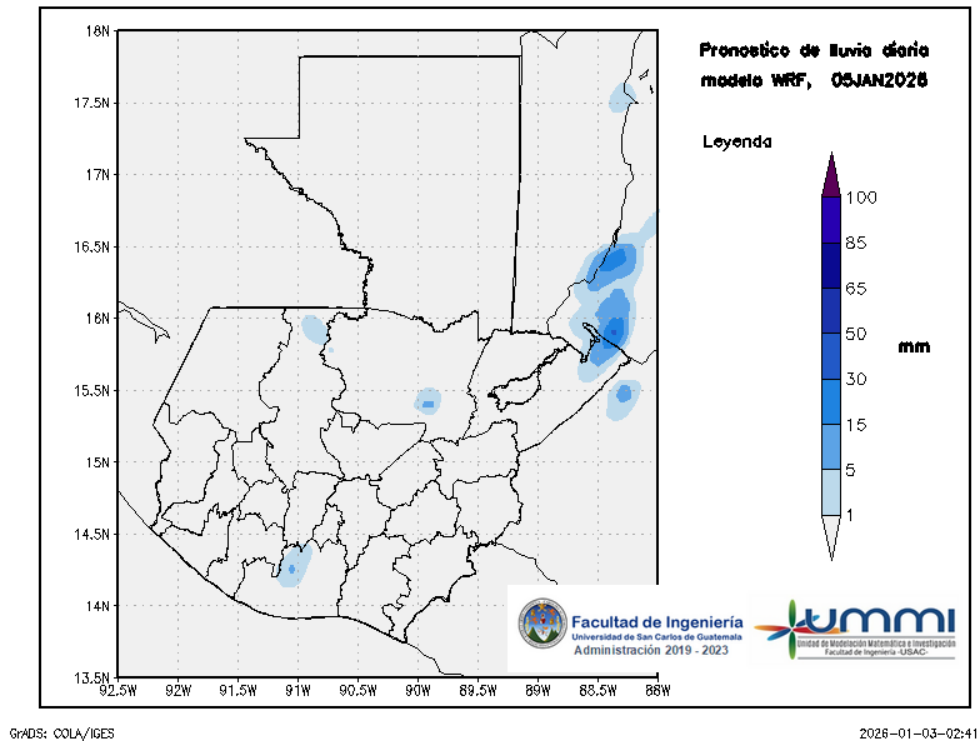 Pronostico de lluvia diaria
modelo WRF, 05JAN2026
Leyenda
100
85
65
50
30
15
5
1
mm
18N
17.5N
17N
16.5N
16N
15.5N
15N
14.5N
14N
13.5N
92.5W 92W 91.5W 91W 90.5W 90W 89.5W 89W 88.5W 88W
Facultad de Ingeniería
Universidad de San Carlos de Guatemala
Administración 2019 - 2023
ummi
Unidad de Modelación Matemática e Investigación
Facultad de Ingeniería -USAC-
GrADS: COLA/IGES
2026-01-03-02:41